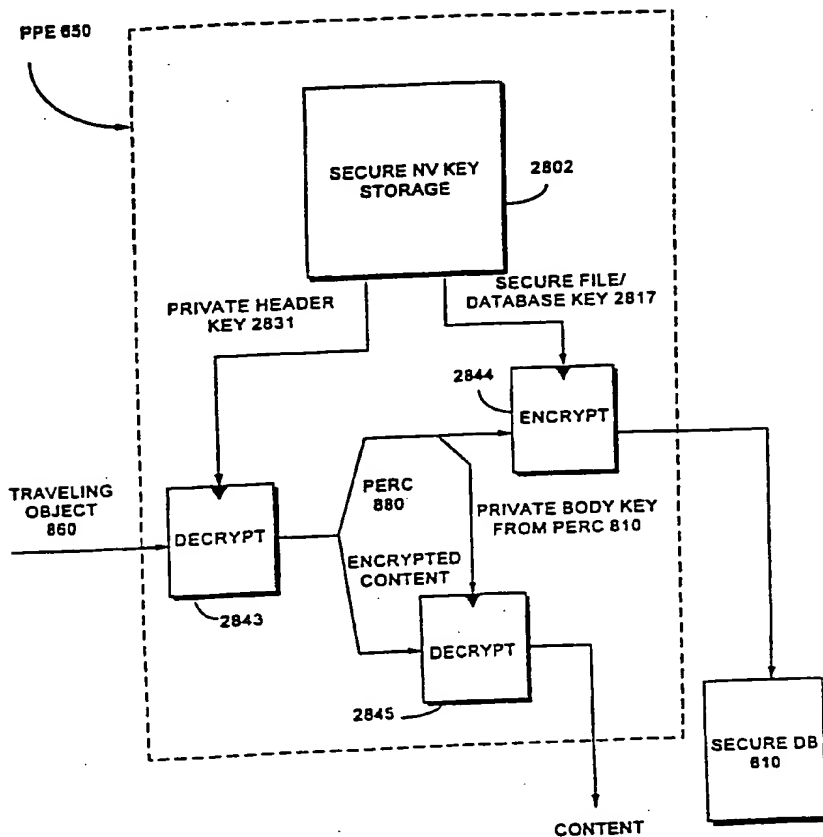 PPE 650
SECURE NV KEY
STORAGE
2802
PRIVATE HEADER
KEY 2831
SECURE FILE/
DATABASE KEY 2817
2844
ENCRYPT
TRAVELING
OBJECT
860
DECRYPT
2843
PERC
880
ENCRYPTED
CONTENT
PRIVATE BODY KEY
FROM PERC 810
DECRYPT
2845
SECURE DB
610
CONTENT